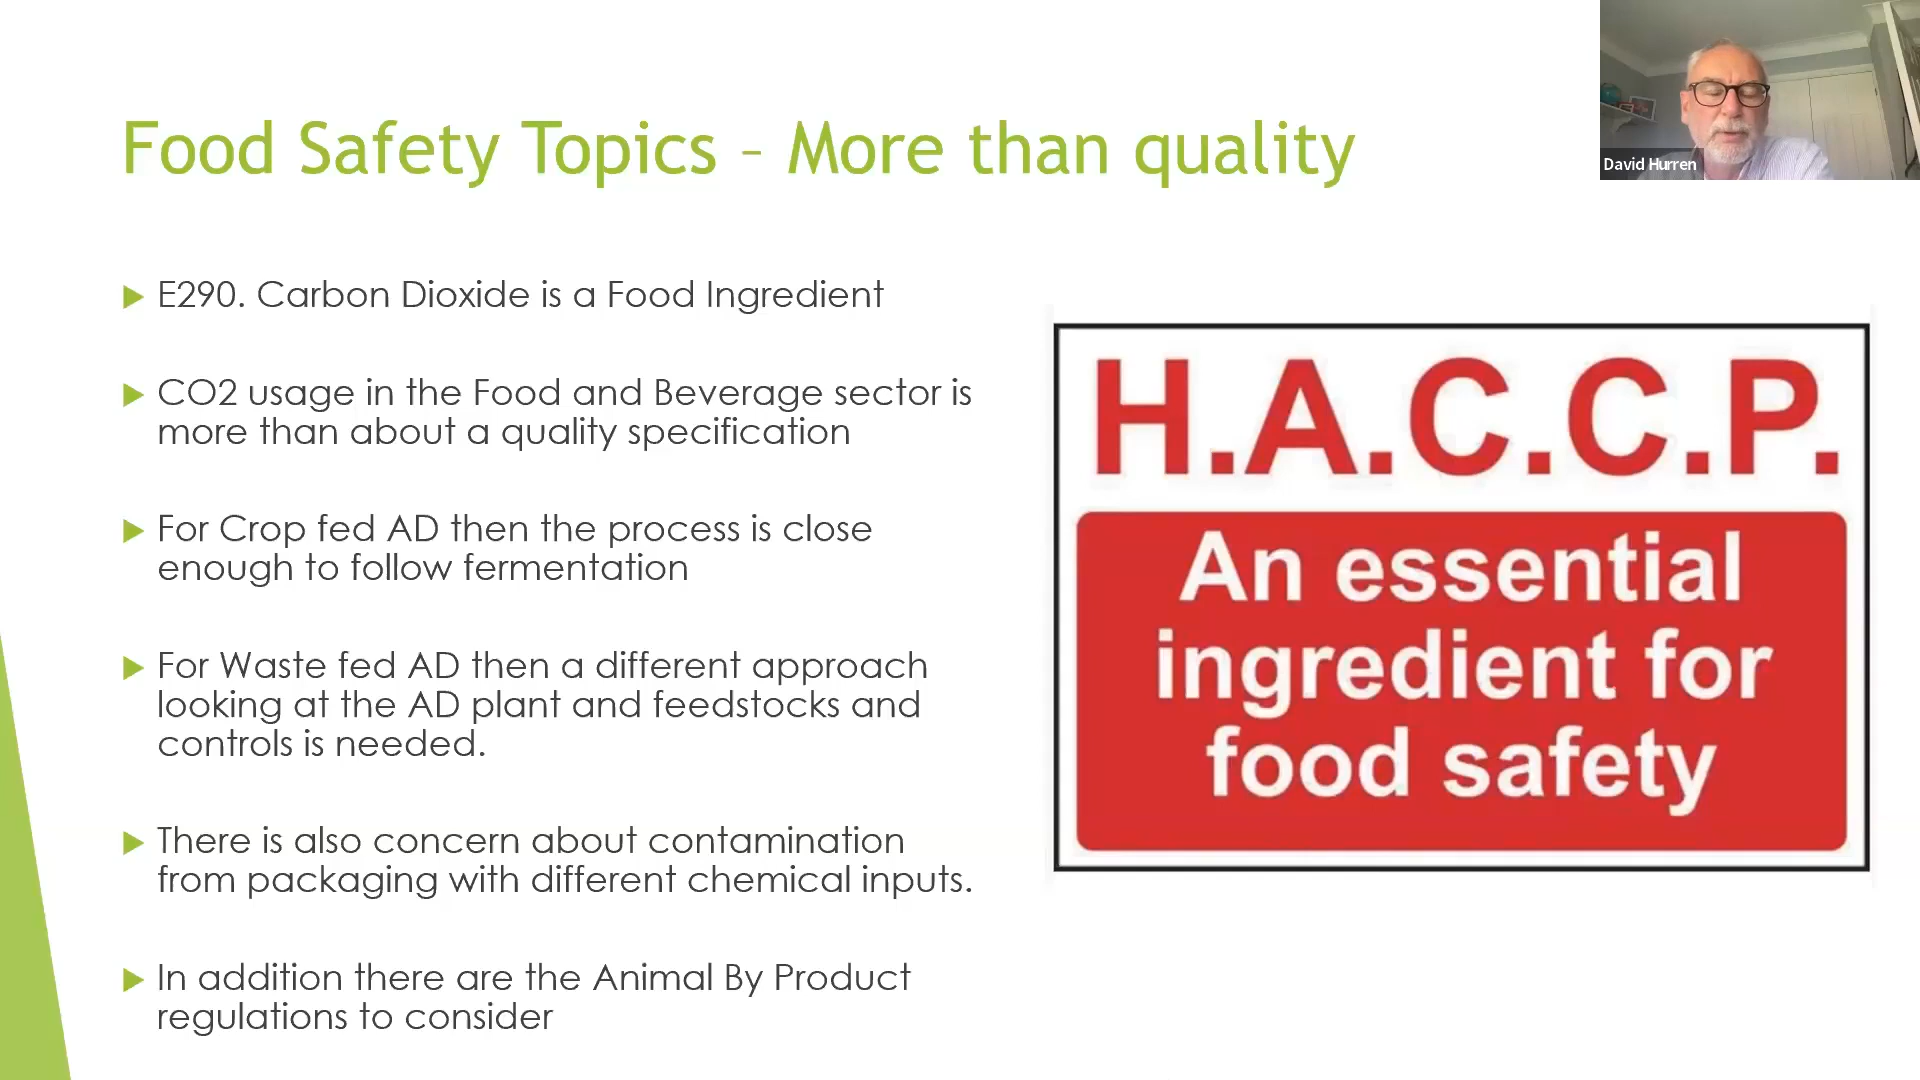 Food Safety Topics – More than quality
David Hurren
E290. Carbon Dioxide is a Food Ingredient
CO2 usage in the Food and Beverage sector is
more than about a quality specification
For Crop fed AD then the process is close
enough to follow fermentation
For Waste fed AD then a different approach
looking at the AD plant and feedstocks and
controls is needed.
There is also concern about contamination
from packaging with different chemical inputs.
In addition there are the Animal By Product
regulations to consider
H.A.C.C.P.
An essential
ingredient for
food safety